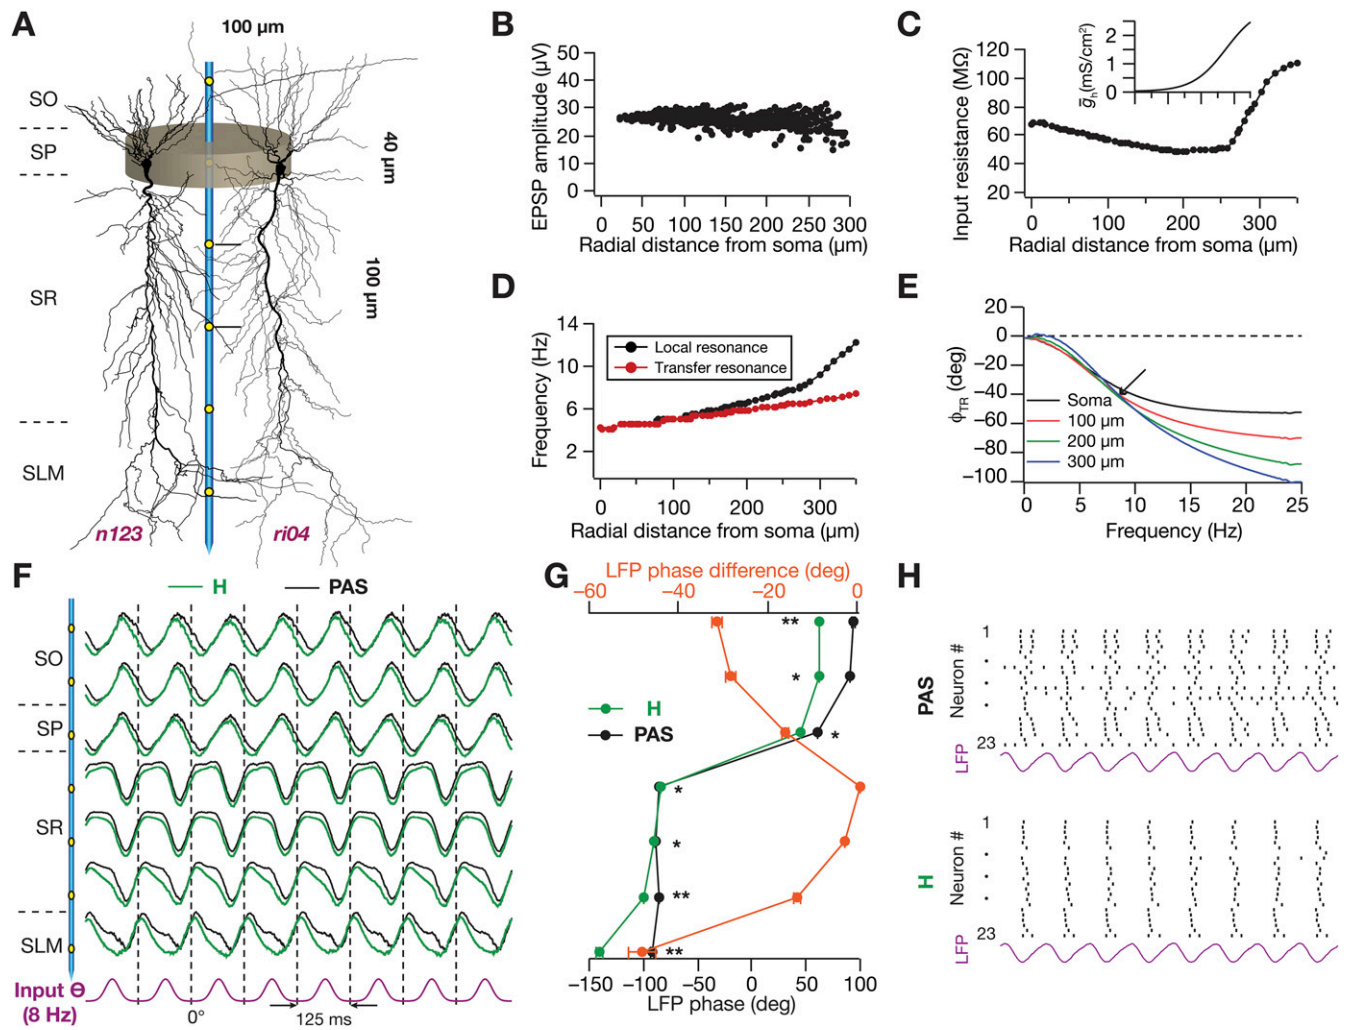 A
100 µm
SO
SP
SR
SLM
40 µm
100 µm
n123
ri04
B
EPSP amplitude (µV)
50
40
30
20
10
0
0 50 100 150 200 250 300
Radial distance from soma (µm)
C
Input resistance (MΩ)
120
100
80
60
40
20
g̅h(mS/cm²)
2
1
0
0 100 200 300
Radial distance from soma (µm)
D
Frequency (Hz)
14
10
6
2
Local resonance
Transfer resonance
0 100 200 300
Radial distance from soma (µm)
E
ϕTR (deg)
20
0
−20
−40
−60
−80
−100
Soma
100 µm
200 µm
300 µm
0 5 10 15 20 25
Frequency (Hz)
F
H PAS
SO
SP
SR
SLM
Input Θ
(8 Hz)
0°
125 ms
G
LFP phase difference (deg)
−60 −40 −20 0
H
PAS
**
*
*
*
*
**
**
−150 −100 −50 0 50 100
LFP phase (deg)
H
PAS
Neuron #
1
23
LFP
H
Neuron #
1
23
LFP